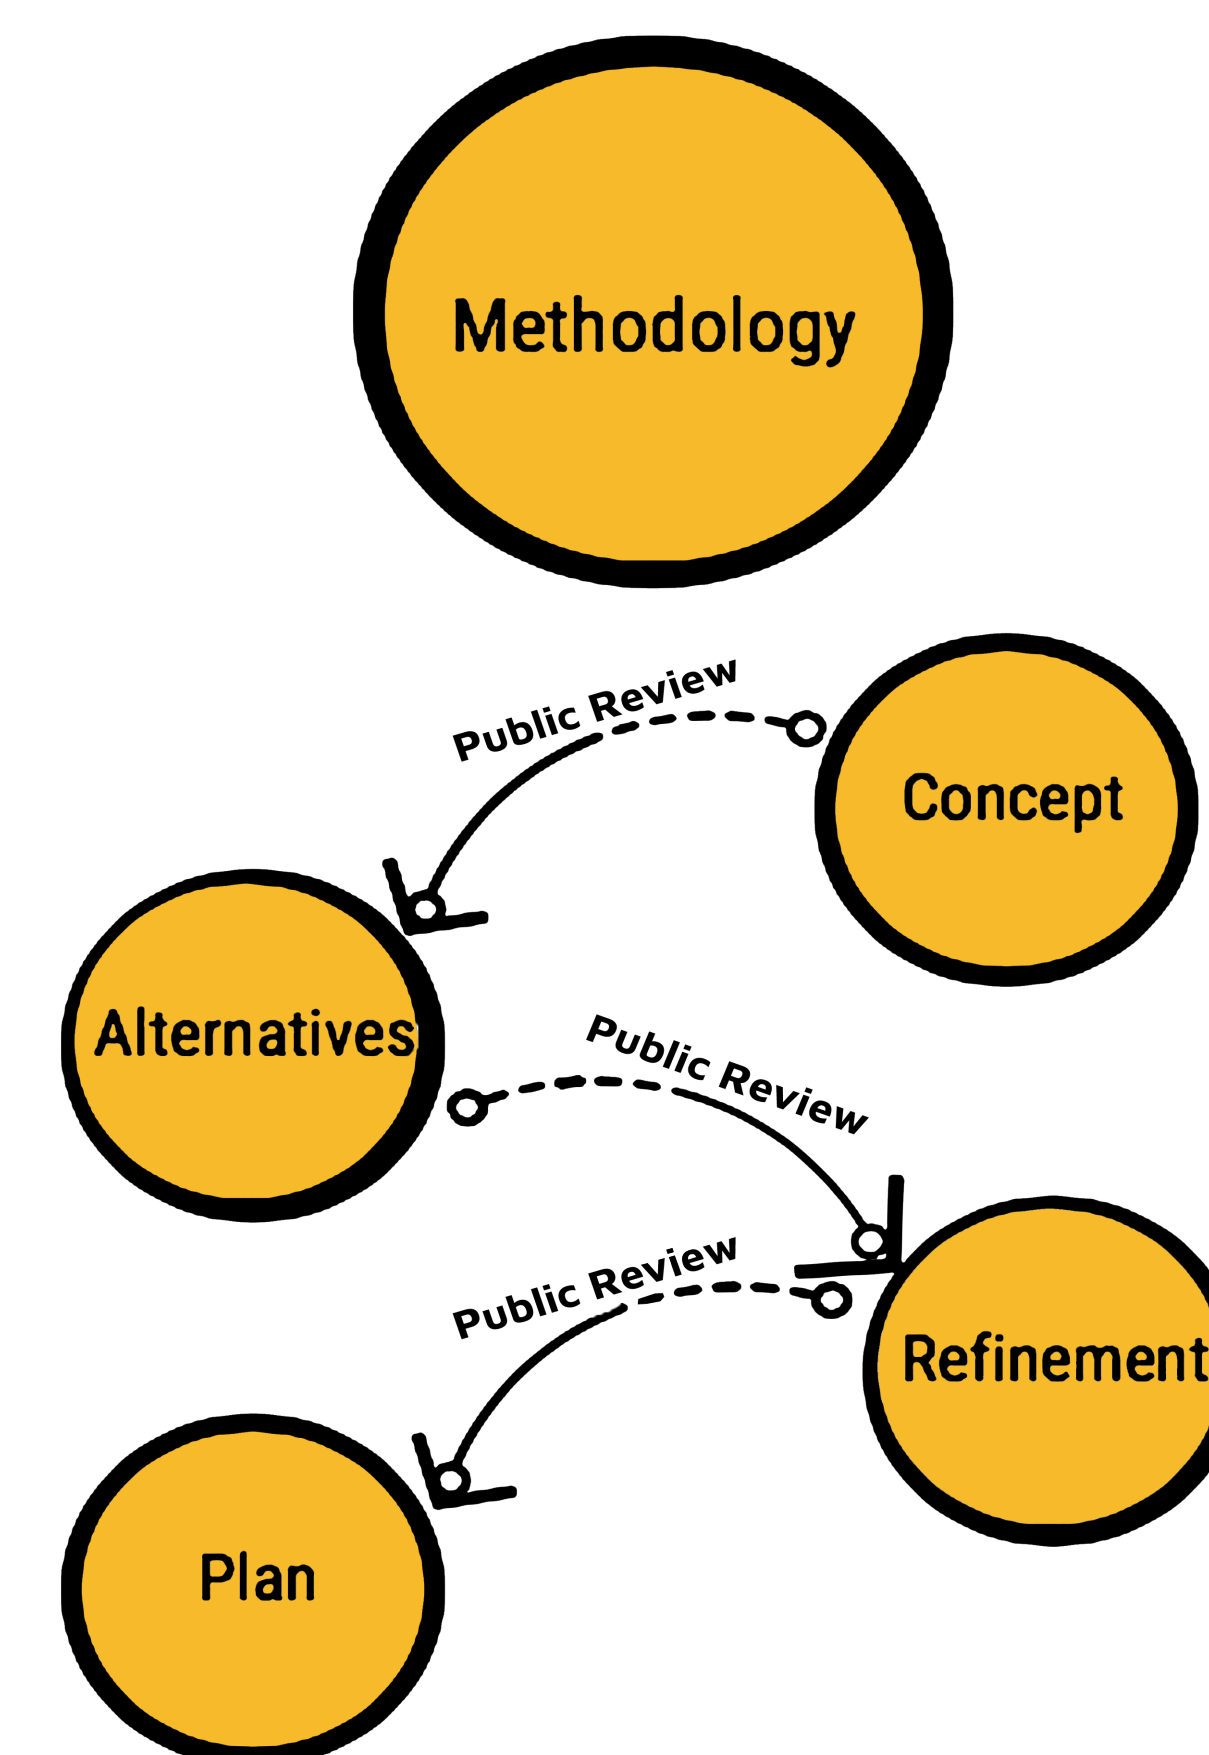 Methodology
Public Review
Concept
Alternatives
Public Review
Public Review
Refinement
Plan